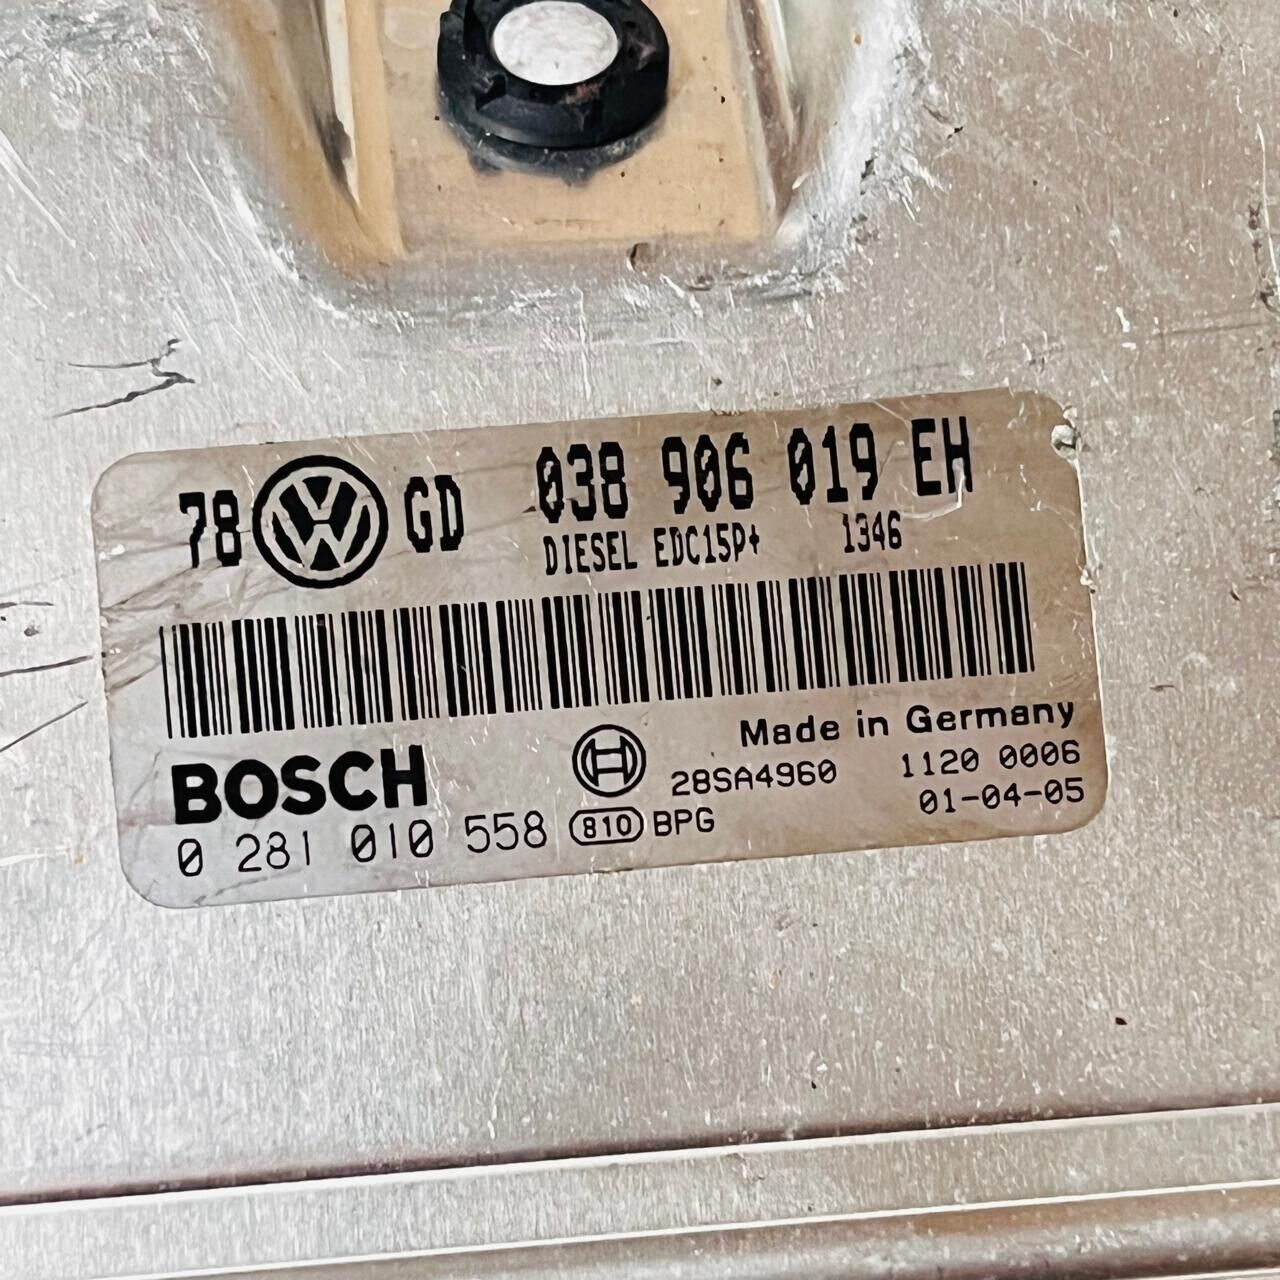 78 VW GD 038 906 019 EH
DIESEL EDC15P+ 1346
Made in Germany
BOSCH H 28SA4960 1120 0006
01-04-05
0 281 010 558 810 BPG